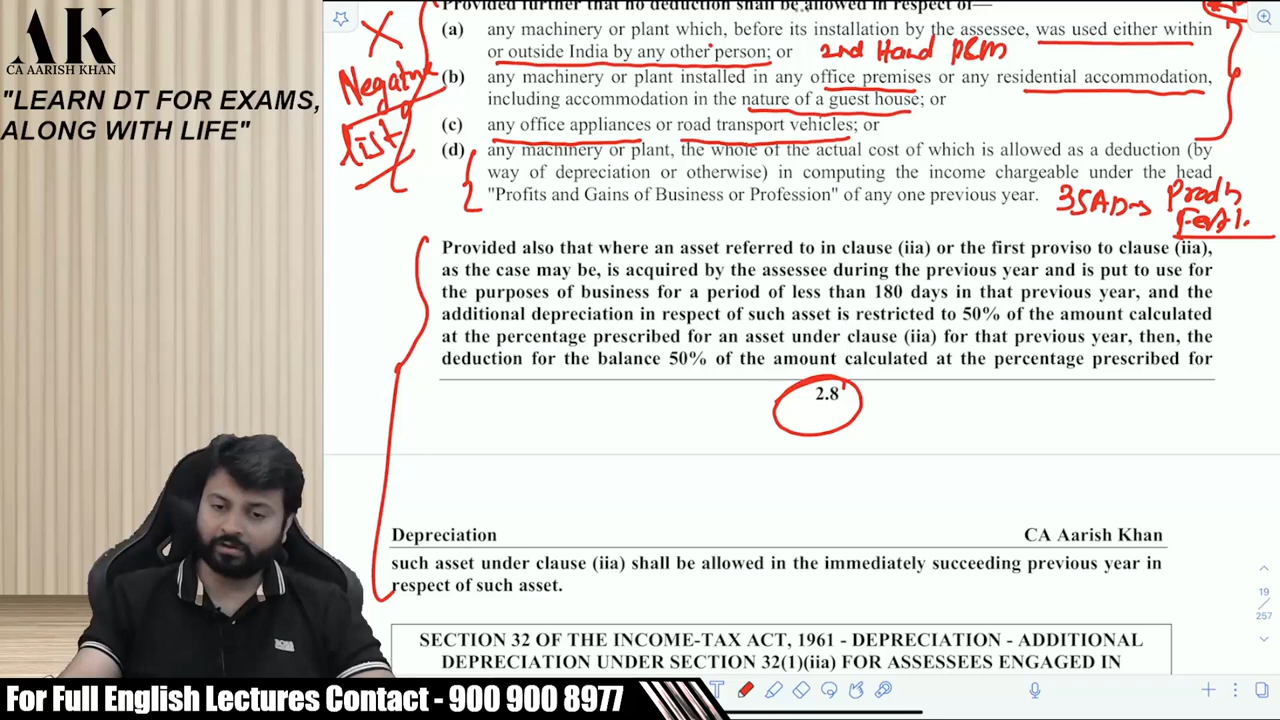 AK
CA AARISH KHAN
"LEARN DT FOR EXAMS,
ALONG WITH LIFE"
Provided further that no deduction shall be allowed in respect of—
(a) any machinery or plant which, before its installation by the assessee, was used either within
or outside India by any other person; or 2nd Hand P&M
(b) any machinery or plant installed in any office premises or any residential accommodation,
including accommodation in the nature of a guest house; or
(c) any office appliances or road transport vehicles; or
(d) any machinery or plant, the whole of the actual cost of which is allowed as a deduction (by
way of depreciation or otherwise) in computing the income chargeable under the head
"Profits and Gains of Business or Profession" of any one previous year.
Negative
list
35AD→ Prodn
Fert.
Provided also that where an asset referred to in clause (iia) or the first proviso to clause (iia),
as the case may be, is acquired by the assessee during the previous year and is put to use for
the purposes of business for a period of less than 180 days in that previous year, and the
additional depreciation in respect of such asset is restricted to 50% of the amount calculated
at the percentage prescribed for an asset under clause (iia) for that previous year, then, the
deduction for the balance 50% of the amount calculated at the percentage prescribed for
2.8
Depreciation CA Aarish Khan
such asset under clause (iia) shall be allowed in the immediately succeeding previous year in
respect of such asset.
SECTION 32 OF THE INCOME-TAX ACT, 1961 - DEPRECIATION - ADDITIONAL
DEPRECIATION UNDER SECTION 32(1)(iia) FOR ASSESSEES ENGAGED IN
19
/
257
For Full English Lectures Contact - 900 900 8977